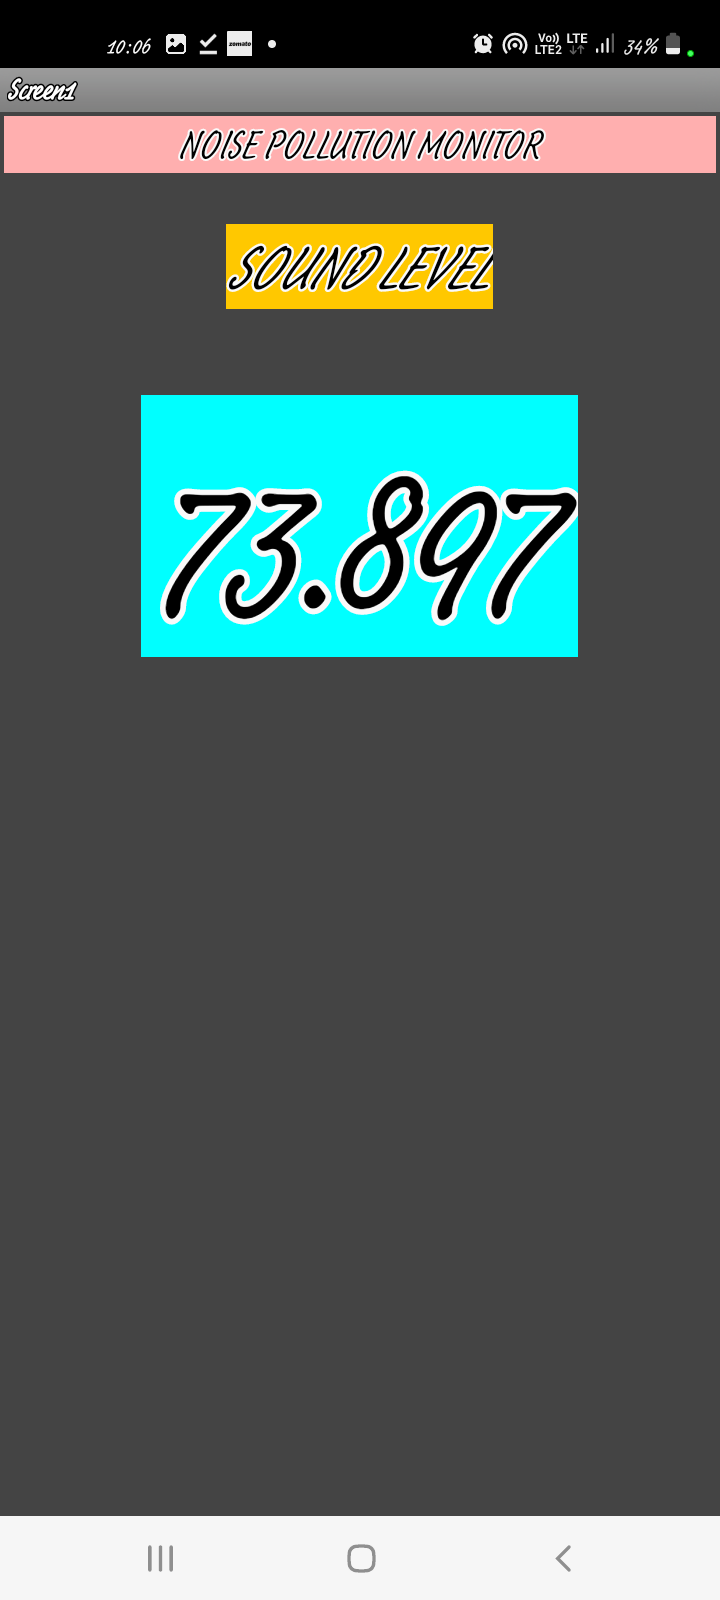 10:06 zomato Vo)) LTE2 LTE 34%
Screen1
NOISE POLLUTION MONITOR
SOUND LEVEL
73.897